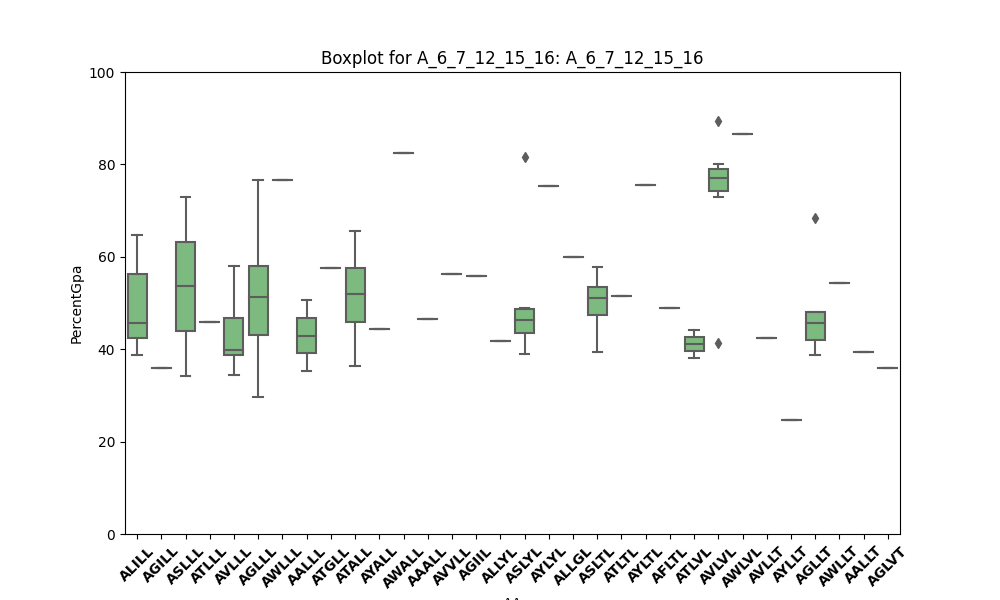 Boxplot for A_6_7_12_15_16: A_6_7_12_15_16
100
80
60
40
20
0
PercentGpa
ALILL AGILL ASLLL ATLLL AVLLL AGLLL AWLLL AALLL ATGLL ATALL AYALL AWALL AAALL AVVLL AGIIL ALLYL ASLYL AYLYL ALLGL ASLTL ATLTL AYLTL AFLTL ATLVL AVLVL AWLVL AVLLT AYLLT AGLLT AWLLT AALLT AGLVT